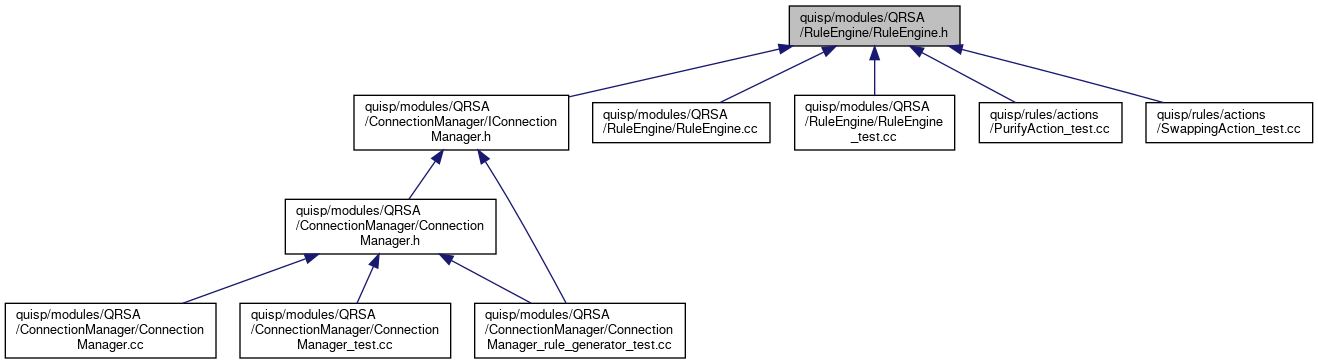 quisp/modules/QRSA
/RuleEngine/RuleEngine.h
quisp/modules/QRSA
/ConnectionManager/IConnection
Manager.h
quisp/modules/QRSA
/RuleEngine/RuleEngine.cc
quisp/modules/QRSA
/RuleEngine/RuleEngine
_test.cc
quisp/rules/actions
/PurifyAction_test.cc
quisp/rules/actions
/SwappingAction_test.cc
quisp/modules/QRSA
/ConnectionManager/Connection
Manager.h
quisp/modules/QRSA
/ConnectionManager/Connection
Manager.cc
quisp/modules/QRSA
/ConnectionManager/Connection
Manager_test.cc
quisp/modules/QRSA
/ConnectionManager/Connection
Manager_rule_generator_test.cc